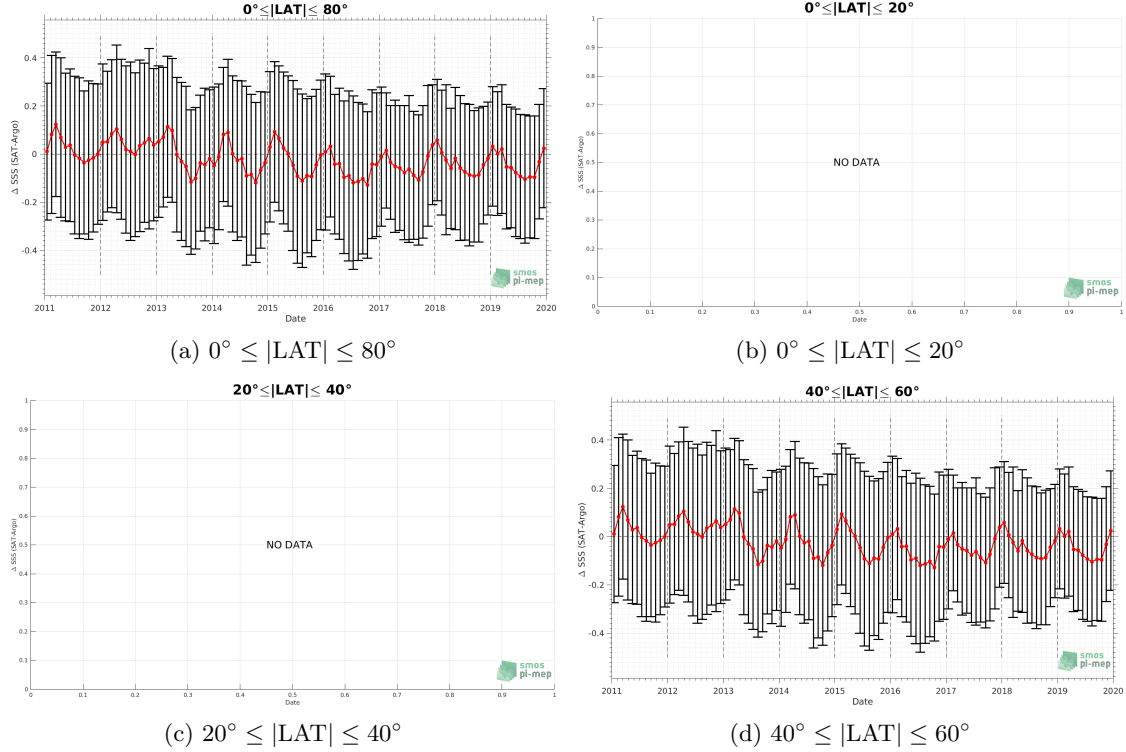 0°≤|LAT|≤ 80°
Δ SSS (SAT-Argo)
0.4
0.2
0
-0.2
-0.4
2011 2012 2013 2014 2015 2016 2017 2018 2019 2020
Date
smos
pi-mep
(a) 0° ≤ |LAT| ≤ 80°
0°≤|LAT|≤ 20°
Δ SSS (SAT-Argo)
1
0.9
0.8
0.7
0.6
0.5
0.4
0.3
0.2
0.1
0
NO DATA
0 0.1 0.2 0.3 0.4 0.5 0.6 0.7 0.8 0.9 1
Date
smos
pi-mep
(b) 0° ≤ |LAT| ≤ 20°
20°≤|LAT|≤ 40°
Δ SSS (SAT-Argo)
1
0.9
0.8
0.7
0.6
0.5
0.4
0.3
0.2
0.1
0
NO DATA
0 0.1 0.2 0.3 0.4 0.5 0.6 0.7 0.8 0.9 1
Date
smos
pi-mep
(c) 20° ≤ |LAT| ≤ 40°
40°≤|LAT|≤ 60°
Δ SSS (SAT-Argo)
0.4
0.2
0
-0.2
-0.4
2011 2012 2013 2014 2015 2016 2017 2018 2019 2020
Date
smos
pi-mep
(d) 40° ≤ |LAT| ≤ 60°